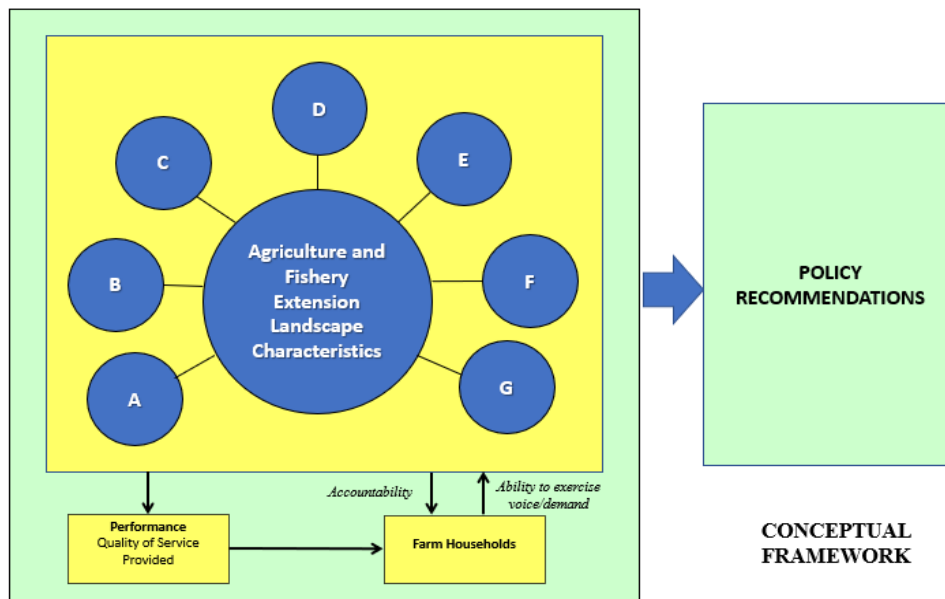 D
C
E
Agriculture and
Fishery
Extension
Landscape
Characteristics
B
F
A
G
POLICY
RECOMMENDATIONS
Accountability
Ability to exercise
voice/demand
Performance
Quality of Service
Provided
Farm Households
CONCEPTUAL
FRAMEWORK